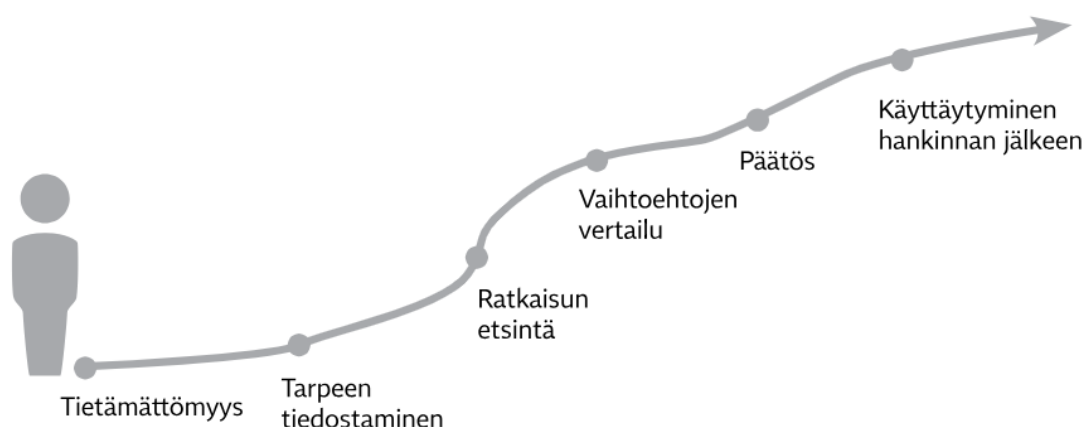 Tietämättömyys
Tarpeen
tiedostaminen
Ratkaisun
etsintä
Vaihtoehtojen
vertailu
Päätös
Käyttäytyminen
hankinnan jälkeen